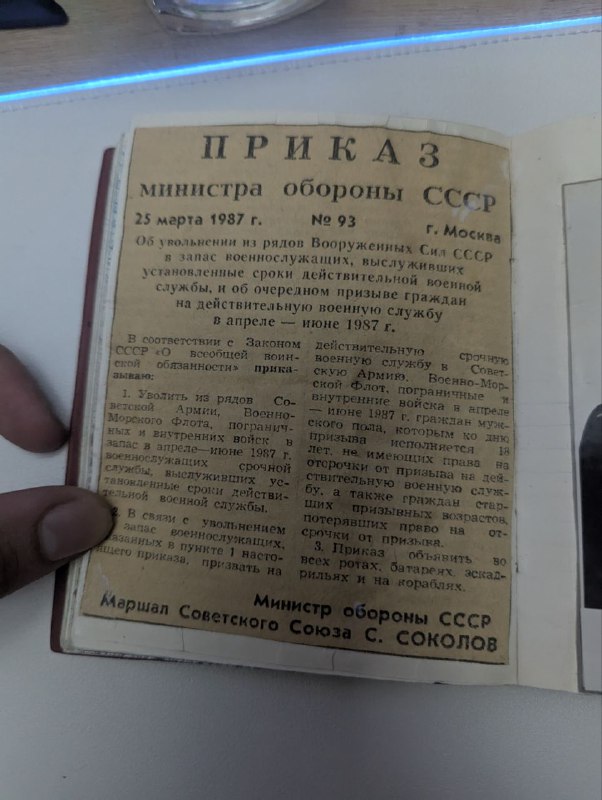 ПРИКАЗ
министра обороны СССР
25 марта 1987 г. № 93 г. Москва
Об увольнении из рядов Вооруженных Сил СССР
в запас военнослужащих, выслуживших
установленные сроки действительной военной
службы, и об очередном призыве граждан
на действительную военную службу
в апреле — июне 1987 г.
В соответствии с Законом
СССР «О всеобщей воин-
ской обязанности» прика-
зываю:
1. Уволить из рядов Со-
ветской Армии, Военно-
Морского Флота, погранич-
ных и внутренних войск в
запас в апреле—июне 1987 г.
военнослужащих срочной
службы, выслуживших ус-
тановленные сроки действи-
тельной военной службы.
2. В связи с увольнением
в запас военнослужащих,
указанных в пункте 1 насто-
ящего приказа, призвать на
действительную срочную
военную службу в Совет-
скую Армию, Военно-Мор-
ской Флот, пограничные и
внутренние войска в апреле
— июне 1987 г. граждан муж-
ского пола, которым ко дню
призыва исполняется 18
лет, не имеющих права на
отсрочки от призыва на дей-
ствительную военную служ-
бу, а также граждан стар-
ших призывных возрастов,
потерявших право на от-
срочки от призыва.
3. Приказ объявить во
всех ротах, батареях, эскад-
рильях и на кораблях.
Министр обороны СССР
Маршал Советского Союза С. СОКОЛОВ